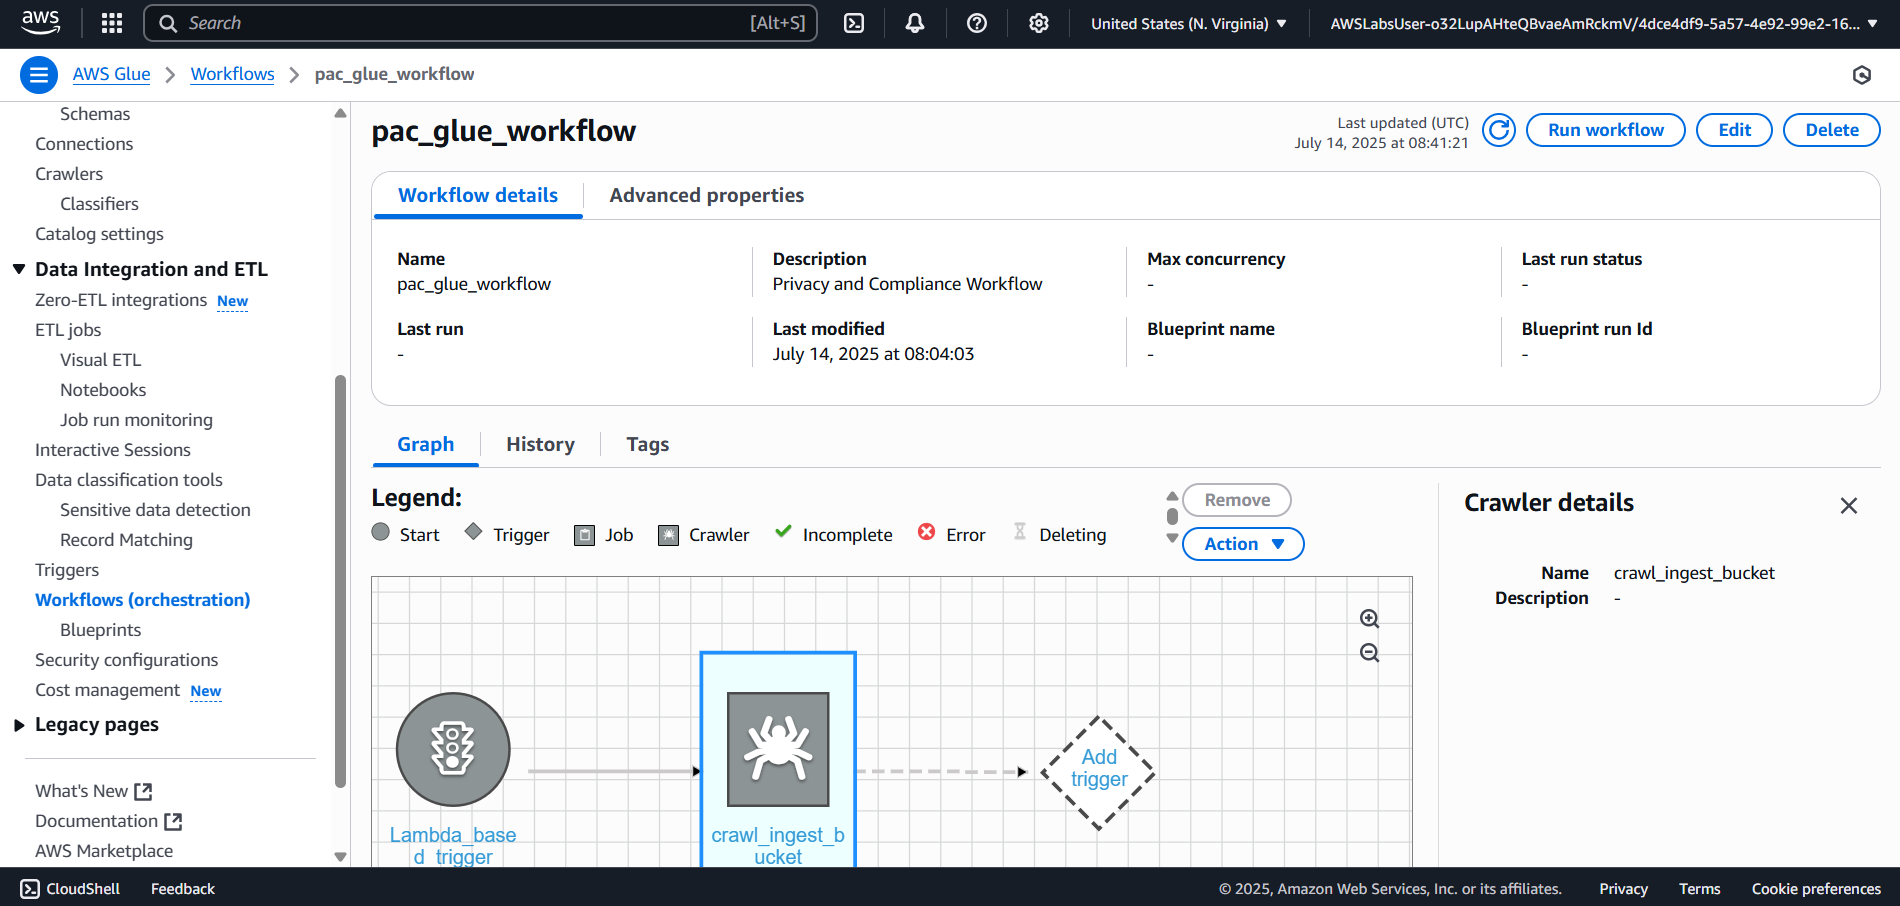 aws
Search [Alt+S]
United States (N. Virginia)
AWSLabsUser-o32LupAHteQBvaeAmRckmV/4dce4df9-5a57-4e92-99e2-16...
AWS Glue
Workflows
pac_glue_workflow
Schemas
Connections
Crawlers
Classifiers
Catalog settings
Data Integration and ETL
Zero-ETL integrations New
ETL jobs
Visual ETL
Notebooks
Job run monitoring
Interactive Sessions
Data classification tools
Sensitive data detection
Record Matching
Triggers
Workflows (orchestration)
Blueprints
Security configurations
Cost management New
Legacy pages
What's New
Documentation
AWS Marketplace
pac_glue_workflow
Last updated (UTC)
July 14, 2025 at 08:41:21
Run workflow
Edit
Delete
Workflow details
Advanced properties
Name
pac_glue_workflow
Description
Privacy and Compliance Workflow
Max concurrency
-
Last run status
-
Last run
-
Last modified
July 14, 2025 at 08:04:03
Blueprint name
-
Blueprint run Id
-
Graph
History
Tags
Legend:
Start
Trigger
Job
Crawler
Incomplete
Error
Deleting
Remove
Action
Lambda_base
d_trigger
crawl_ingest_b
ucket
Add
trigger
Crawler details
Name crawl_ingest_bucket
Description -
CloudShell
Feedback
© 2025, Amazon Web Services, Inc. or its affiliates.
Privacy
Terms
Cookie preferences